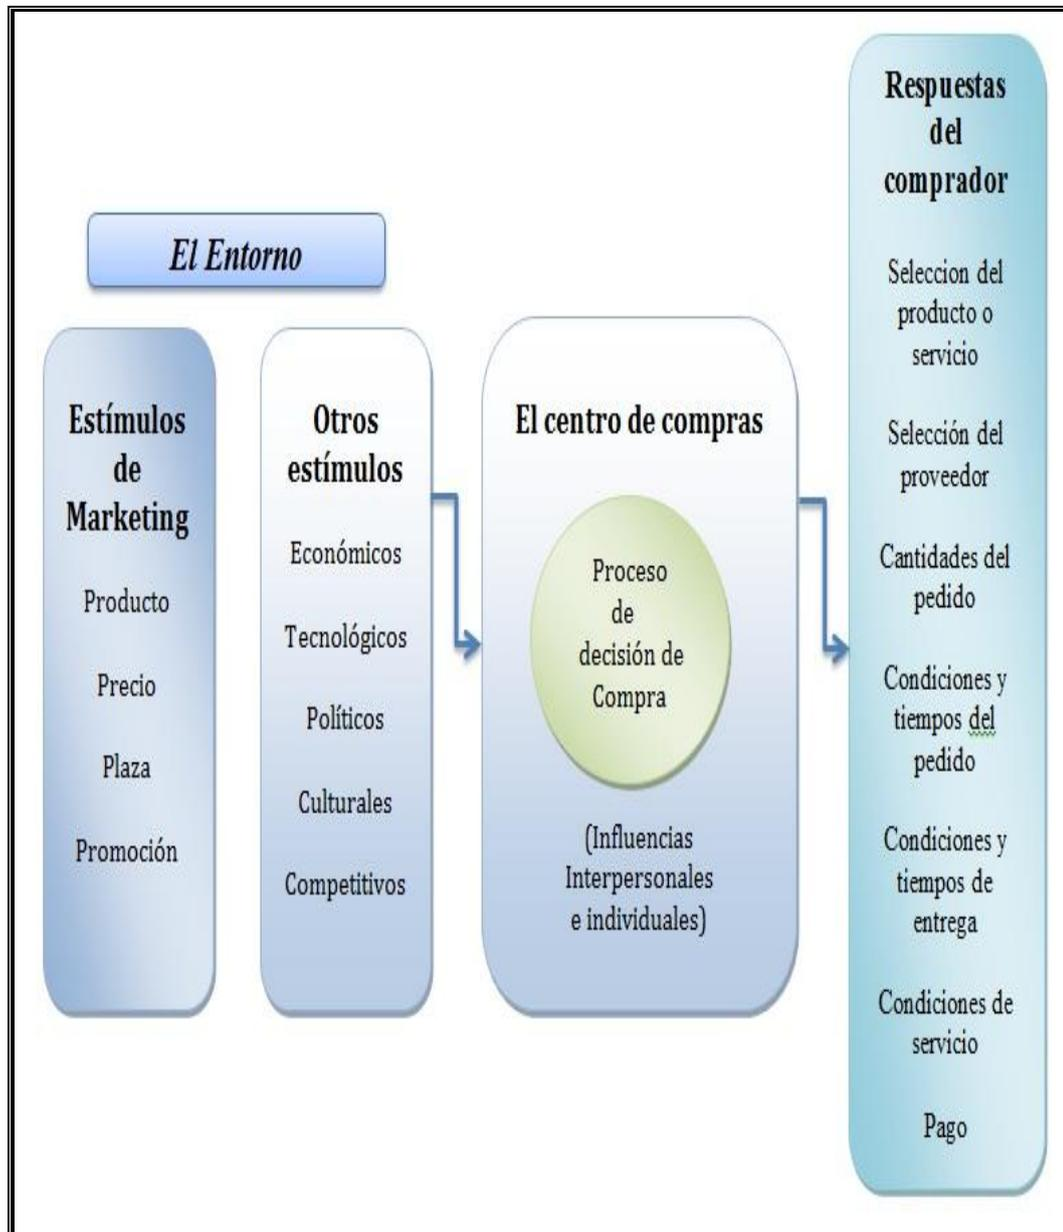 El Entorno
Estímulos
de
Marketing
Producto
Precio
Plaza
Promoción
Otros
estímulos
Económicos
Tecnológicos
Políticos
Culturales
Competitivos
El centro de compras
Proceso
de
decisión de
Compra
(Influencias
Interpersonales
e individuales)
Respuestas
del
comprador
Seleccion del
producto o
servicio
Selección del
proveedor
Cantidades del
pedido
Condiciones y
tiempos del
pedido
Condiciones y
tiempos de
entrega
Condiciones de
servicio
Pago